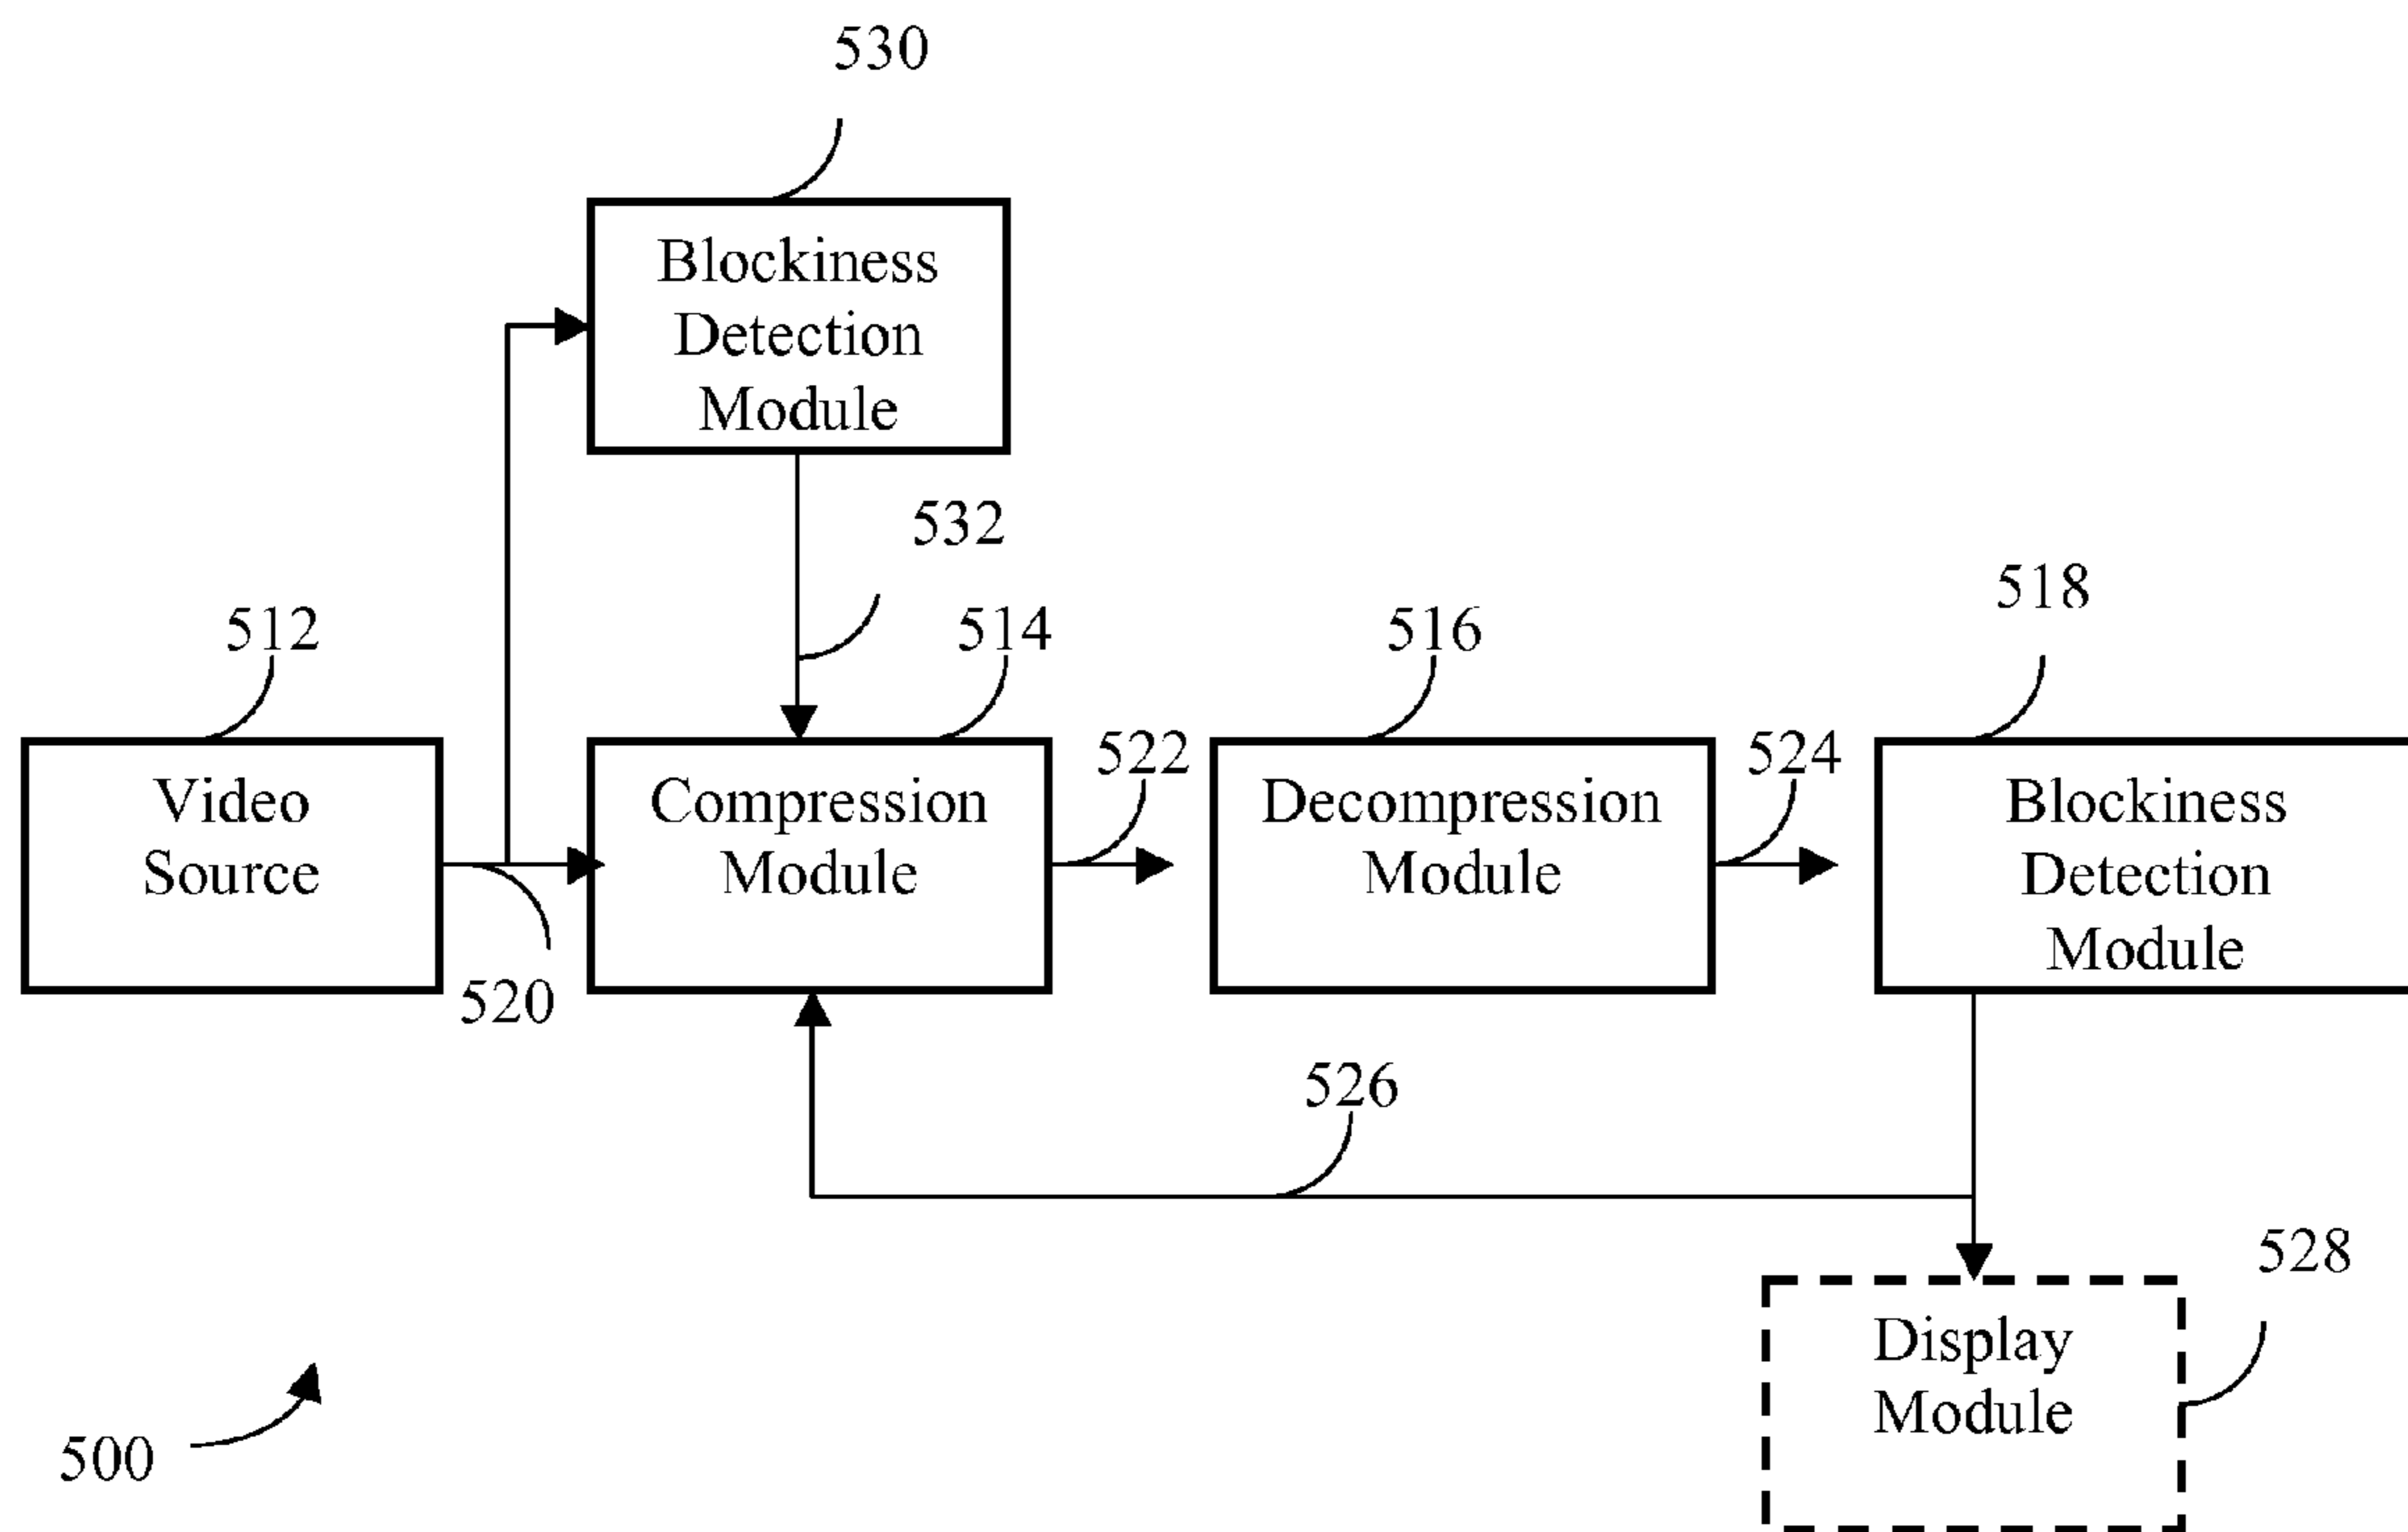 530
Blockiness
Detection
Module
532
512
514
516
518
Video
Source
520
Compression
Module
522
Decompression
Module
524
Blockiness
Detection
Module
526
528
Display
Module
500